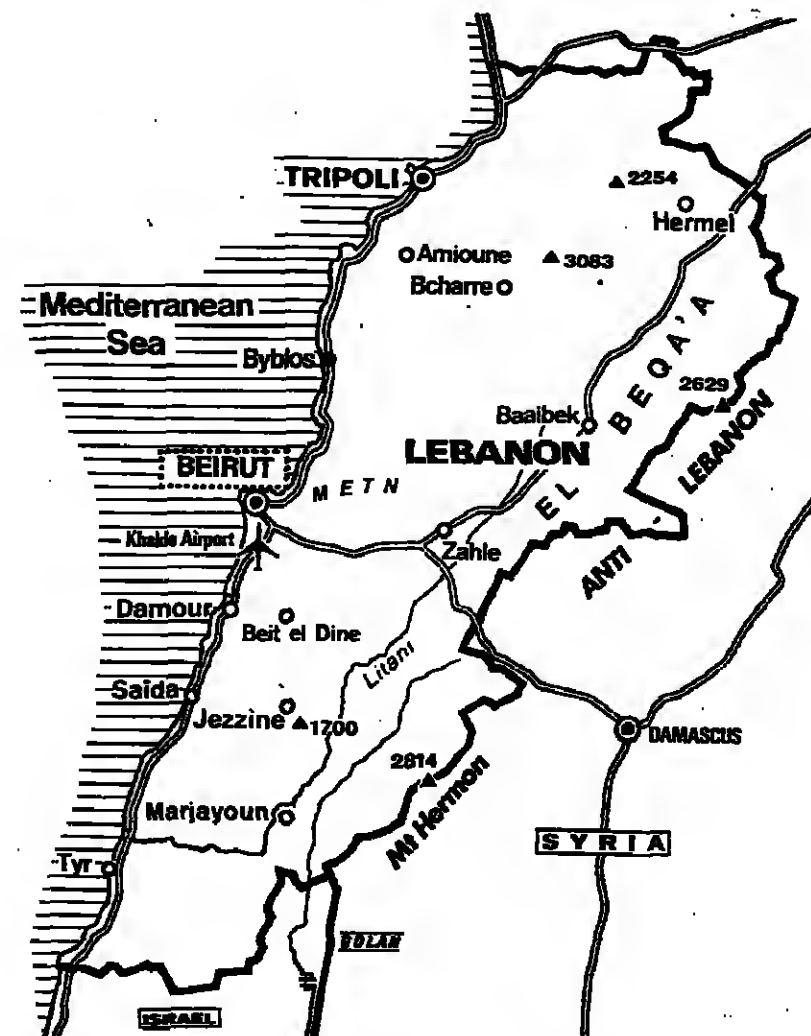 TRIPOLI
2254
Hermel
Amioune
3083
Bcharre
Mediterranean
Sea
Byblos
EL BEQA'A
2629
Baalbek
LEBANON
ANTI LEBANON
BEIRUT
METN
Khalde Airport
Zahle
Damour
Beit el Dine
Litani
Saida
Jezzine
1700
DAMASCUS
2814
Mt Hermon
Marjayoun
SYRIA
Tyr
GOLAN
ISRAEL